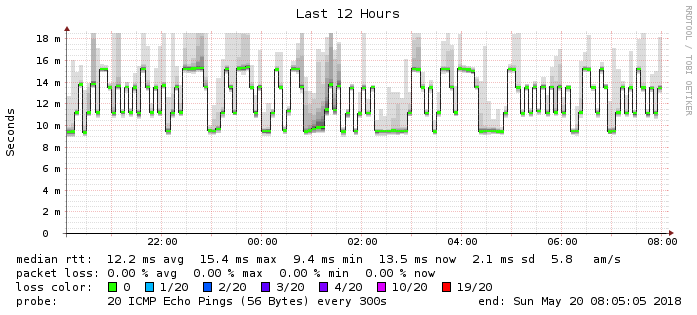 Last 12 Hours
RRDTOOL / TOBI OETIKER
Seconds
18 m
16 m
14 m
12 m
10 m
8 m
6 m
4 m
2 m
0
22:00 00:00 02:00 04:00 06:00 08:00
median rtt: 12.2 ms avg 15.4 ms max 9.4 ms min 13.5 ms now 2.1 ms sd 5.8 am/s
packet loss: 0.00 % avg 0.00 % max 0.00 % min 0.00 % now
loss color: 0 1/20 2/20 3/20 4/20 10/20 19/20
probe: 20 ICMP Echo Pings (56 Bytes) every 300s end: Sun May 20 08:05:05 2018